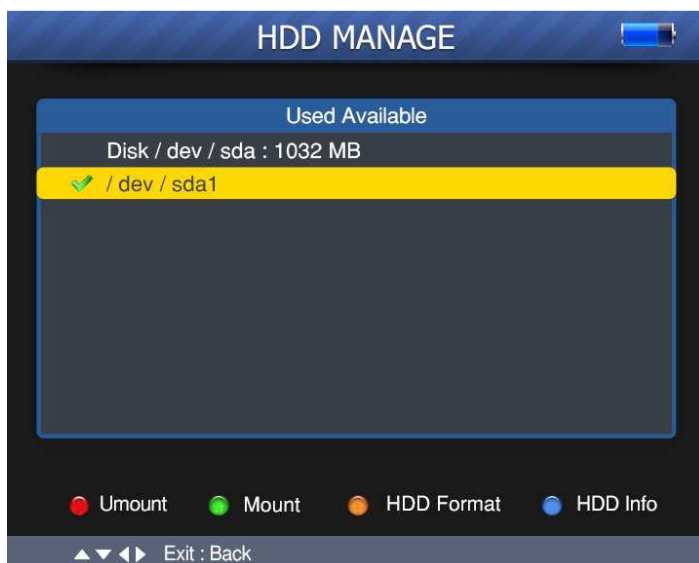 HDD MANAGE
Used Available
Disk / dev / sda : 1032 MB
/ dev / sda1
Umount Mount HDD Format HDD Info
Exit : Back